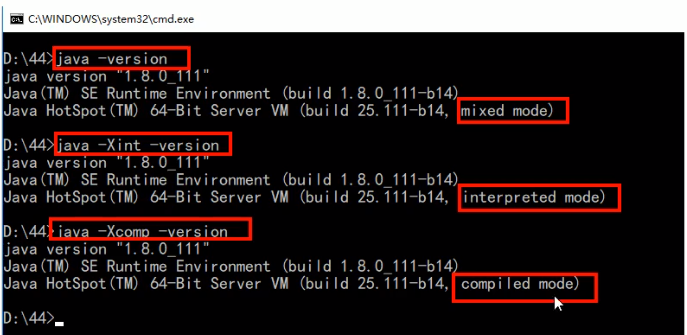 C:\WINDOWS\system32\cmd.exe
D:\44>java -version
java version "1.8.0_111"
Java(TM) SE Runtime Environment (build 1.8.0_111-b14)
Java HotSpot(TM) 64-Bit Server VM (build 25.111-b14, mixed mode)
D:\44>java -Xint -version
java version "1.8.0_111"
Java(TM) SE Runtime Environment (build 1.8.0_111-b14)
Java HotSpot(TM) 64-Bit Server VM (build 25.111-b14, interpreted mode)
D:\44>java -Xcomp -version
java version "1.8.0_111"
Java(TM) SE Runtime Environment (build 1.8.0_111-b14)
Java HotSpot(TM) 64-Bit Server VM (build 25.111-b14, compiled mode)
D:\44>